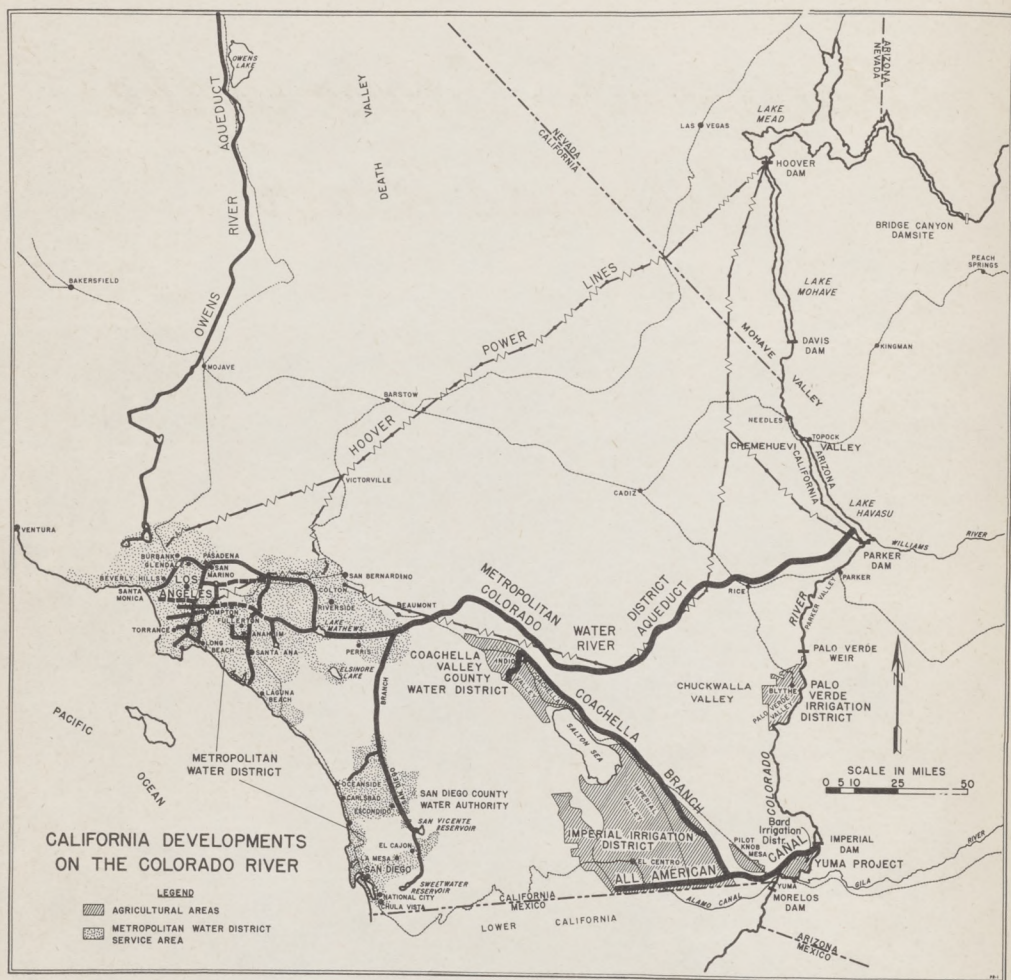 OWENS
LAKE
AQUEDUCT
RIVER
OWENS
DEATH VALLEY
NEVADA
CALIFORNIA
LAS VEGAS
LAKE
MEAD
ARIZONA
NEVADA
HOOVER
DAM
BRIDGE CANYON
DAMSITE
PEACH
SPRINGS
BAKERSFIELD
LAKE
MOHAVE
HOOVER POWER LINES
DAVIS
DAM
KINGMAN
MOJAVE
MOHAVE VALLEY
BARSTOW
NEEDLES
TOPOCK
CHEMEHUEVI VALLEY
CALIFORNIA
ARIZONA
VICTORVILLE
CADIZ
LAKE
HAVASU
VENTURA
WILLIAMS RIVER
PARKER
DAM
BURBANK
GLENDALE
PASADENA
SAN
MARINO
BEVERLY HILLS
LOS
ANGELES
SANTA
MONICA
SAN BERNARDINO
COLTON
RIVERSIDE
BEAUMONT
METROPOLITAN WATER DISTRICT
COLORADO RIVER AQUEDUCT
RICE
PARKER
PARKER VALLEY
RIVER
COMPTON
FULLERTON
TORRANCE
ANAHEIM
LONG
BEACH
SANTA ANA
LAKE
MATHEWS
PERRIS
ELSINORE
LAKE
LAGUNA
BEACH
COACHELLA
VALLEY
COUNTY
WATER DISTRICT
INDIO
COACHELLA
VALLEY
PALO VERDE
WEIR
CHUCKWALLA
VALLEY
BLYTHE
PALO VERDE
VALLEY
PALO
VERDE
IRRIGATION
DISTRICT
PACIFIC
OCEAN
METROPOLITAN
WATER DISTRICT
SAN DIEGO
BRANCH
SALTON SEA
COACHELLA
BRANCH
COLORADO
SCALE IN MILES
0 5 10 25 50
OCEANSIDE
CARLSBAD
ESCONDIDO
SAN DIEGO COUNTY
WATER AUTHORITY
SAN VICENTE
RESERVOIR
IMPERIAL
VALLEY
IMPERIAL IRRIGATION
DISTRICT
EL CENTRO
PILOT
KNOB
MESA
Bard
Irrigation
Distr.
IMPERIAL
DAM
YUMA PROJECT
RIVER
GILA
YUMA
MORELOS
DAM
ALL AMERICAN CANAL
ALAMO CANAL
EL CAJON
LA MESA
SAN DIEGO
SWEETWATER
RESERVOIR
NATIONAL CITY
CHULA VISTA
CALIFORNIA
MEXICO
LOWER CALIFORNIA
ARIZONA
MEXICO
CALIFORNIA DEVELOPMENTS
ON THE COLORADO RIVER
LEGEND
AGRICULTURAL AREAS
METROPOLITAN WATER DISTRICT
SERVICE AREA